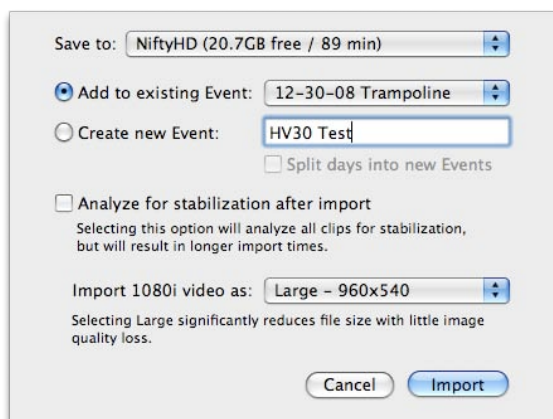 Save to: NiftyHD (20.7GB free / 89 min)
Add to existing Event: 12-30-08 Trampoline
Create new Event: HV30 Test
Split days into new Events
Analyze for stabilization after import
Selecting this option will analyze all clips for stabilization,
but will result in longer import times.
Import 1080i video as: Large - 960x540
Selecting Large significantly reduces file size with little image
quality loss.
Cancel Import